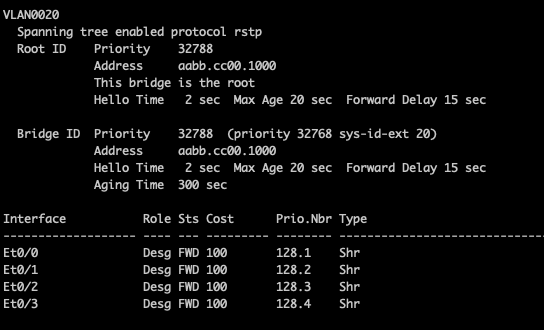 VLAN0020
  Spanning tree enabled protocol rstp
  Root ID    Priority    32788
             Address     aabb.cc00.1000
             This bridge is the root
             Hello Time   2 sec  Max Age 20 sec  Forward Delay 15 sec

  Bridge ID  Priority    32788  (priority 32768 sys-id-ext 20)
             Address     aabb.cc00.1000
             Hello Time   2 sec  Max Age 20 sec  Forward Delay 15 sec
             Aging Time  300 sec

Interface           Role Sts Cost      Prio.Nbr Type
------------------- ---- --- --------- -------- --------------------------------
Et0/0               Desg FWD 100       128.1    Shr
Et0/1               Desg FWD 100       128.2    Shr
Et0/2               Desg FWD 100       128.3    Shr
Et0/3               Desg FWD 100       128.4    Shr